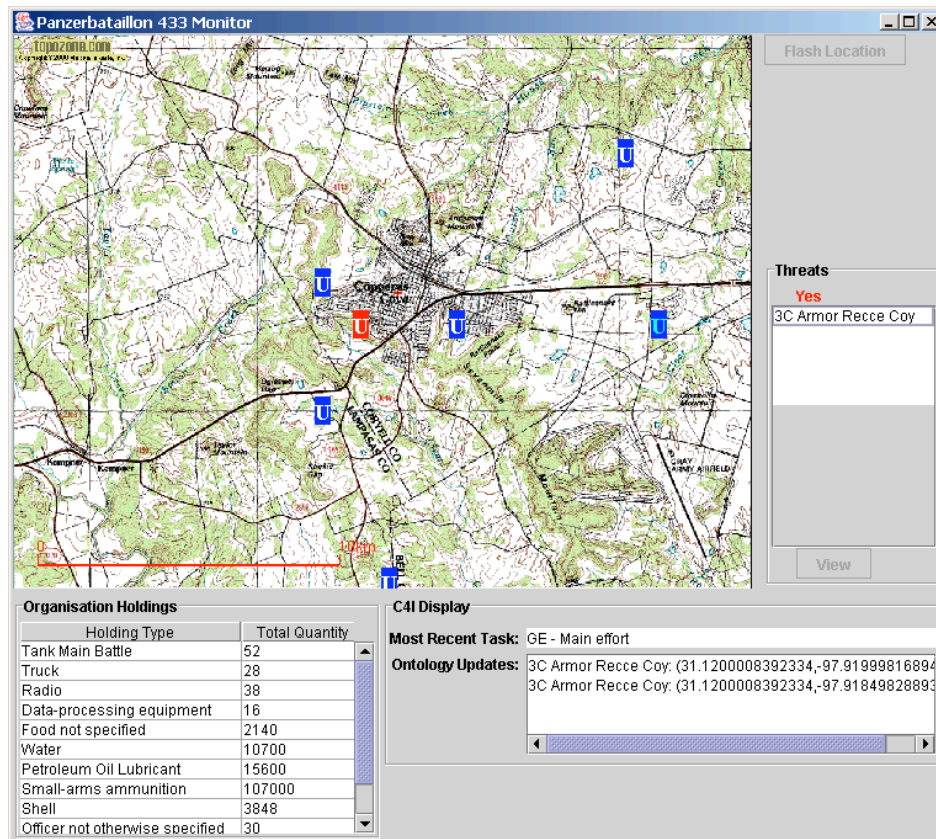 Panzerbataillon 433 Monitor
topozone.com
Flash Location
U
U
Copperas
Cove
U
U
U
Threats
Yes
3C Armor Recce Coy
U
CORYELL CO
LAMPASAS CO
Kempner
Kempner
GRAY
ARMY AIRFIELD
0
10km
U
View
Organisation Holdings
Holding Type Total Quantity
Tank Main Battle 52
Truck 28
Radio 38
Data-processing equipment 16
Food not specified 2140
Water 10700
Petroleum Oil Lubricant 15600
Small-arms ammunition 107000
Shell 3848
Officer not otherwise specified 30
C4I Display
Most Recent Task: GE - Main effort
Ontology Updates: 3C Armor Recce Coy: (31.1200008392334,-97.91999816894
3C Armor Recce Coy: (31.1200008392334,-97.91849828893